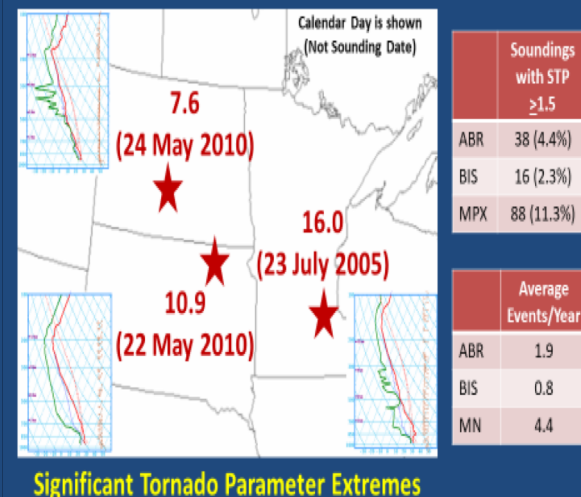 Calendar Day is shown
(Not Sounding Date)
7.6
(24 May 2010)
16.0
(23 July 2005)
10.9
(22 May 2010)
Soundings
with STP
≥1.5
ABR 38 (4.4%)
BIS 16 (2.3%)
MPX 88 (11.3%)
Average
Events/Year
ABR 1.9
BIS 0.8
MN 4.4
Significant Tornado Parameter Extremes